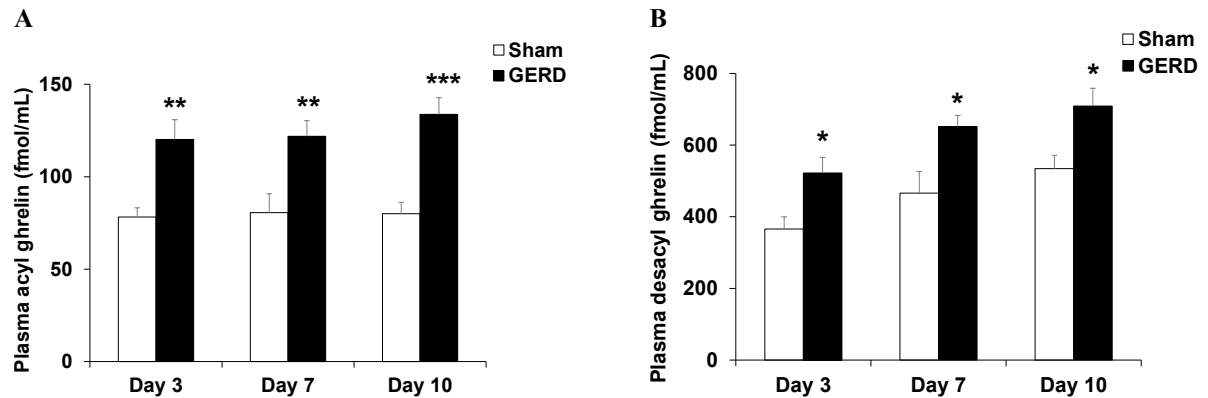 A
Sham
GERD
Plasma acyl ghrelin (fmol/mL)
150
100
50
0
**
**
***
Day 3
Day 7
Day 10
B
Sham
GERD
Plasma desacyl ghrelin (fmol/mL)
800
600
400
200
0
*
*
*
Day 3
Day 7
Day 10